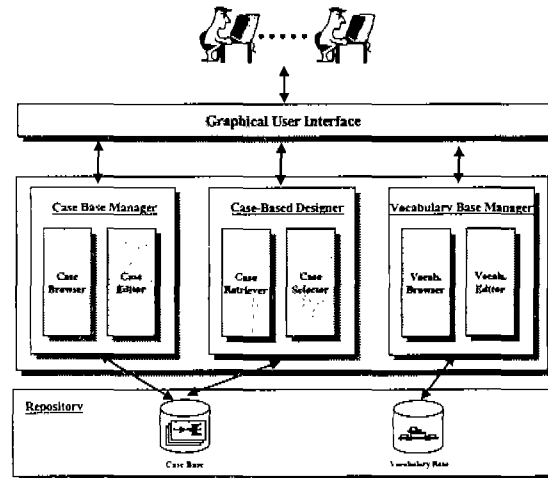 Graphical User Interface
Case Base Manager
Case
Browser
Case
Editor
Case-Based Designer
Case
Retriever
Case
Selector
Vocabulary Base Manager
Vocab.
Browser
Vocab.
Editor
Repository
Case Base
Vocabulary Base